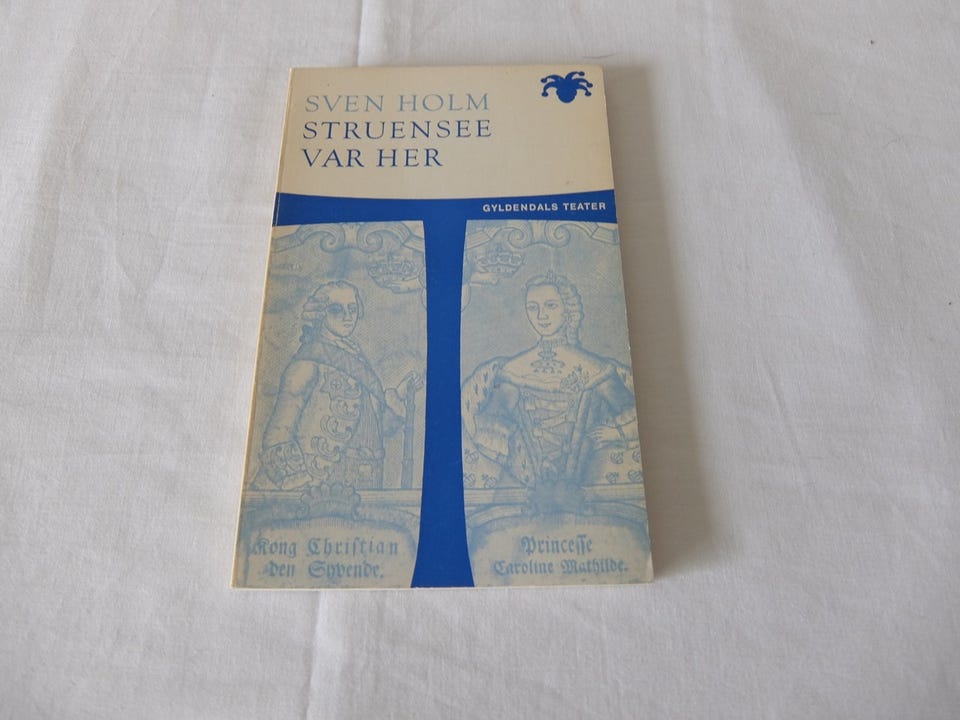 SVEN HOLM
STRUENSEE
VAR HER
GYLDENDALS TEATER
Kong Chriſtian
den Syvende.
Princeſſe
Caroline Mathilde.